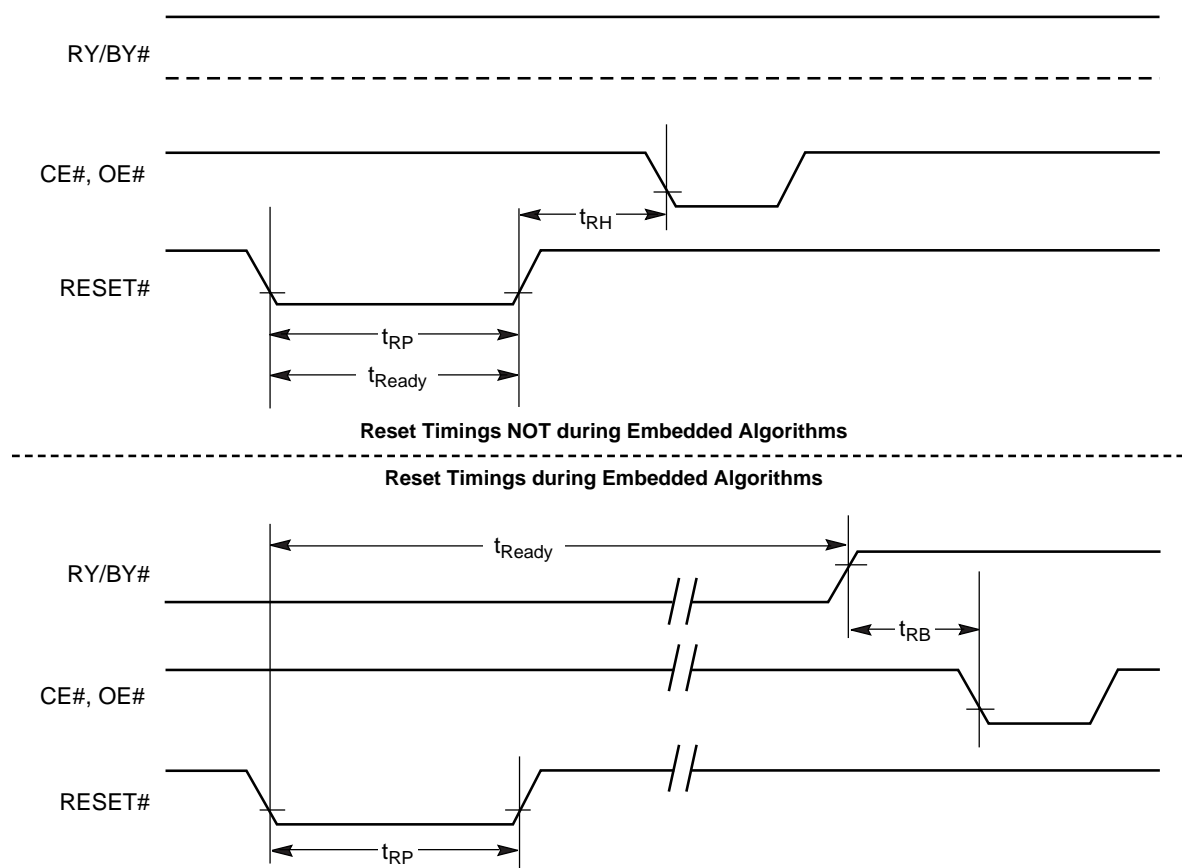 RY/BY#
CE#, OE#
tRH
RESET#
tRP
tReady
Reset Timings NOT during Embedded Algorithms
Reset Timings during Embedded Algorithms
tReady
RY/BY#
tRB
CE#, OE#
RESET#
tRP